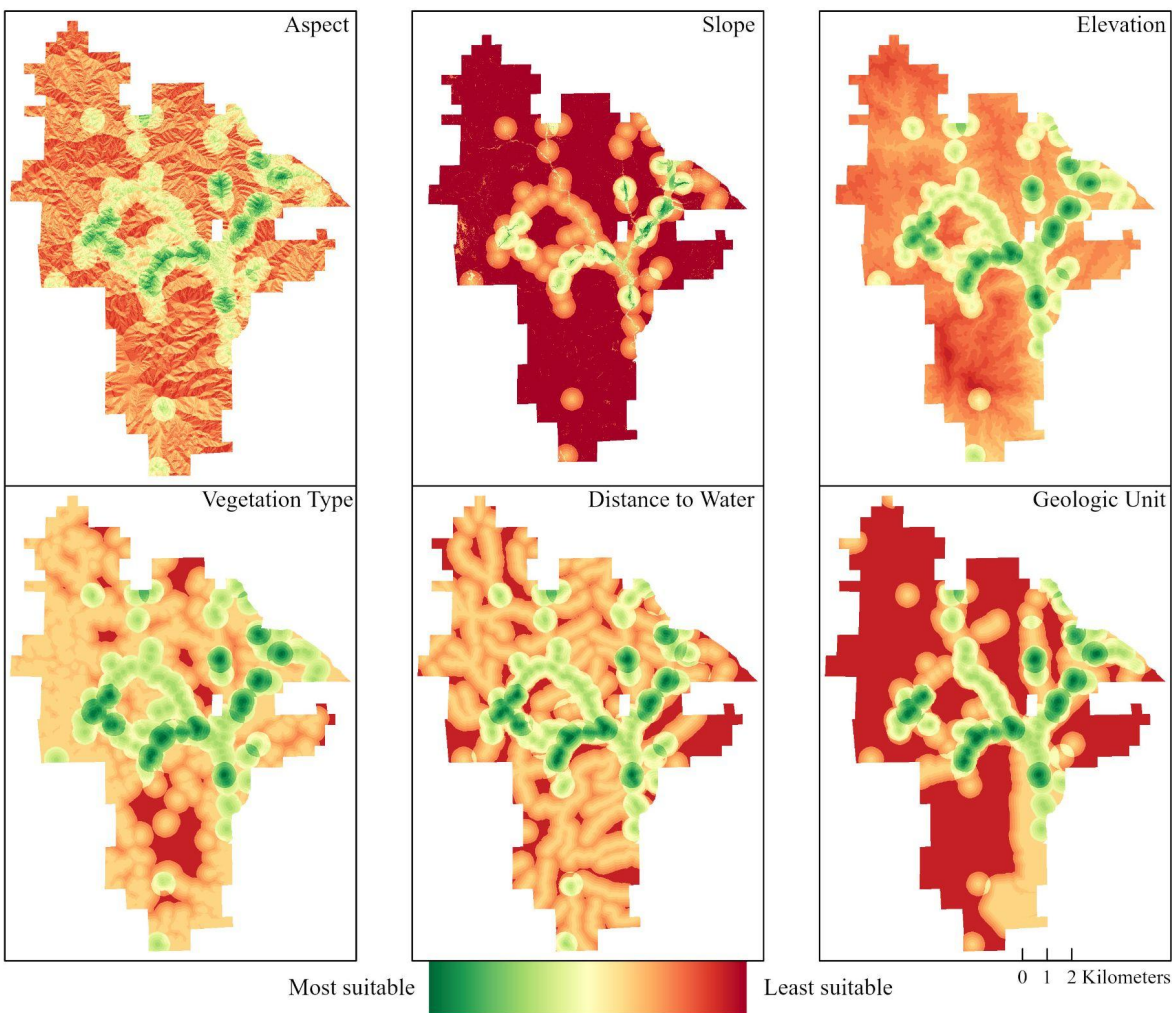 Aspect
Slope
Elevation
Vegetation Type
Distance to Water
Geologic Unit
Most suitable
Least suitable
0 1 2 Kilometers